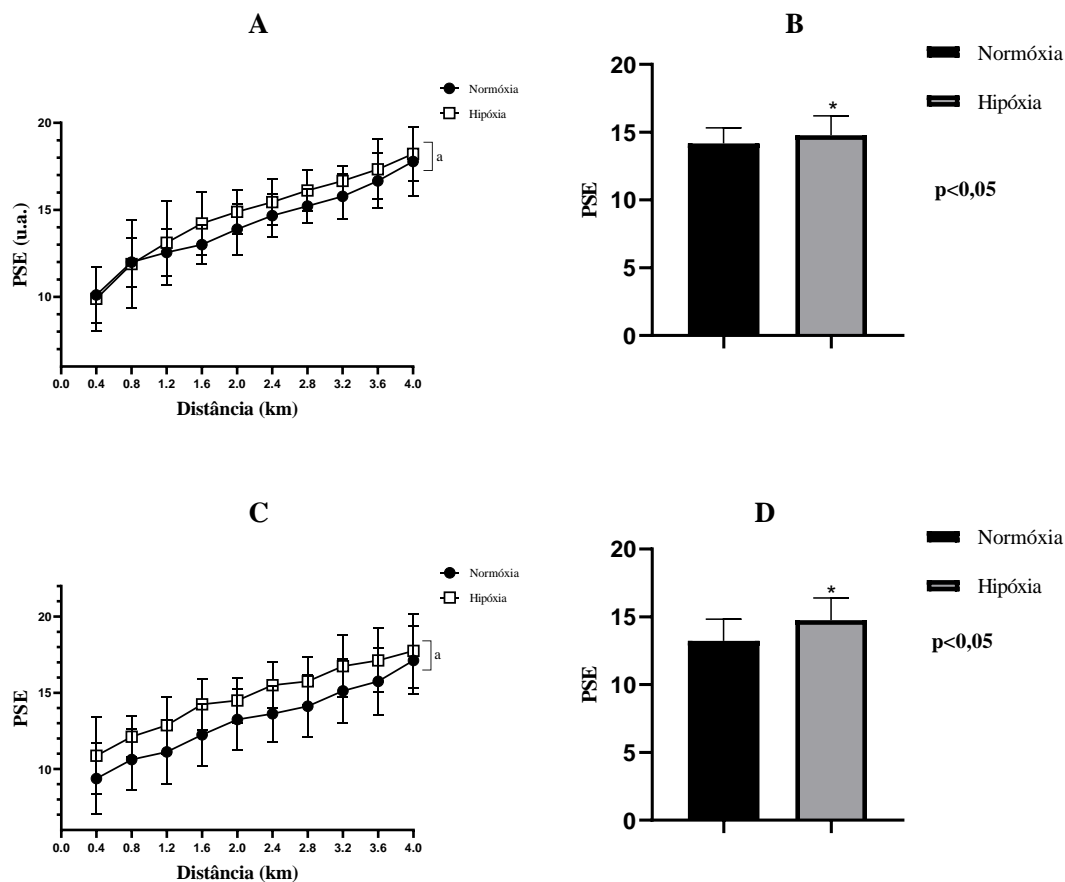 A
Normóxia
Hipóxia
20
15
10
PSE (u.a.)
a
0.0 0.4 0.8 1.2 1.6 2.0 2.4 2.8 3.2 3.6 4.0
Distância (km)
B
Normóxia
Hipóxia
20
15
10
5
0
PSE
*
p<0,05
C
Normóxia
Hipóxia
20
15
10
PSE
a
0.0 0.4 0.8 1.2 1.6 2.0 2.4 2.8 3.2 3.6 4.0
Distância (km)
D
Normóxia
Hipóxia
20
15
10
5
0
PSE
*
p<0,05